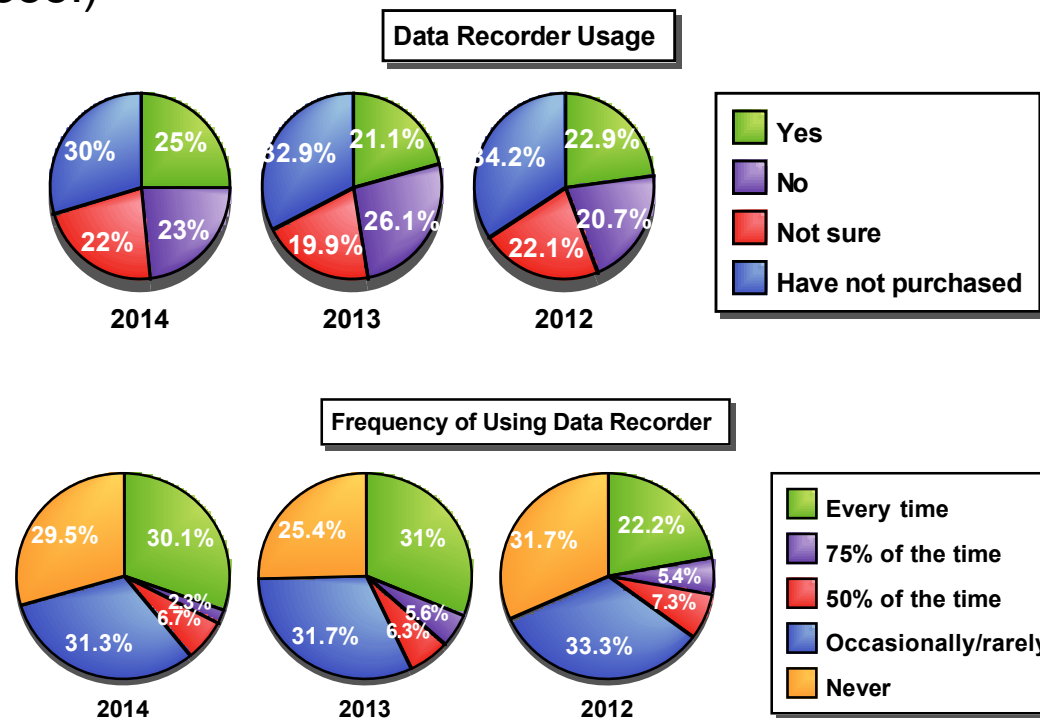 Data Recorder Usage
30% 25% 22% 23%
32.9% 21.1% 19.9% 26.1%
34.2% 22.9% 22.1% 20.7%
2014 2013 2012
Yes
No
Not sure
Have not purchased
Frequency of Using Data Recorder
29.5% 30.1% 2.3% 6.7% 31.3%
25.4% 31% 5.6% 6.3% 31.7%
31.7% 22.2% 5.4% 7.3% 33.3%
2014 2013 2012
Every time
75% of the time
50% of the time
Occasionally/rarely
Never